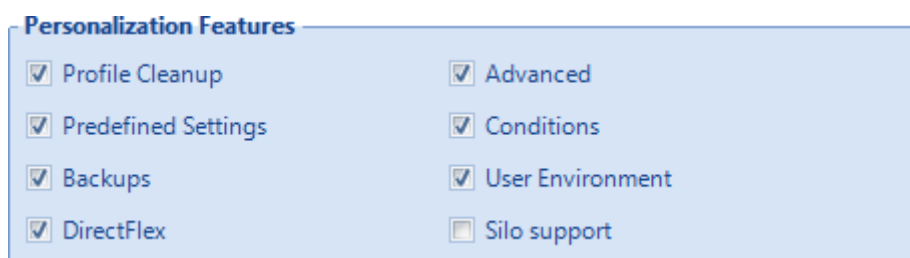 Personalization Features
Profile Cleanup
Advanced
Predefined Settings
Conditions
Backups
User Environment
DirectFlex
Silo support